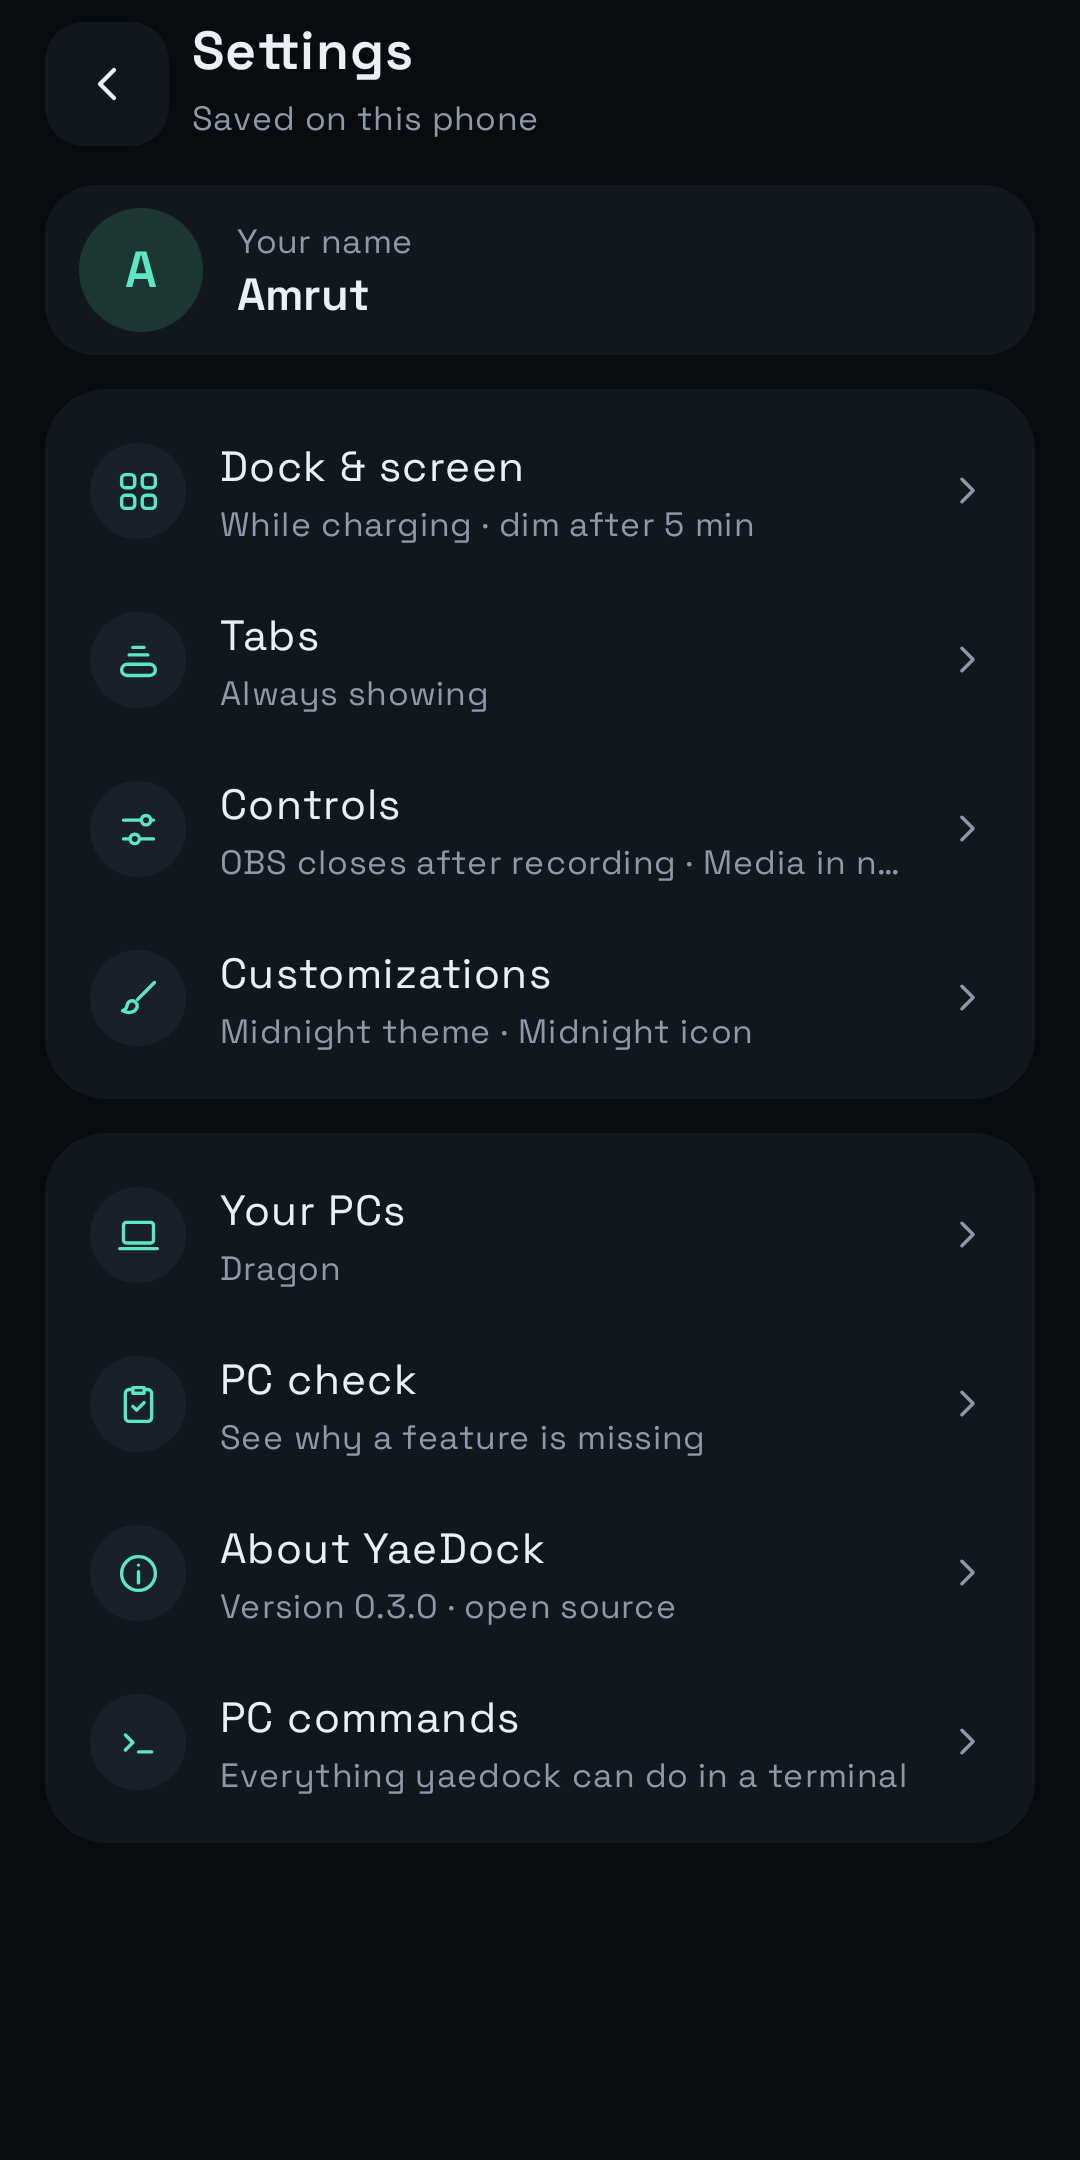 Settings
Saved on this phone
A
Your name
Amrut
Dock & screen
While charging · dim after 5 min
Tabs
Always showing
Controls
OBS closes after recording · Media in n…
Customizations
Midnight theme · Midnight icon
Your PCs
Dragon
PC check
See why a feature is missing
About YaeDock
Version 0.3.0 · open source
PC commands
Everything yaedock can do in a terminal